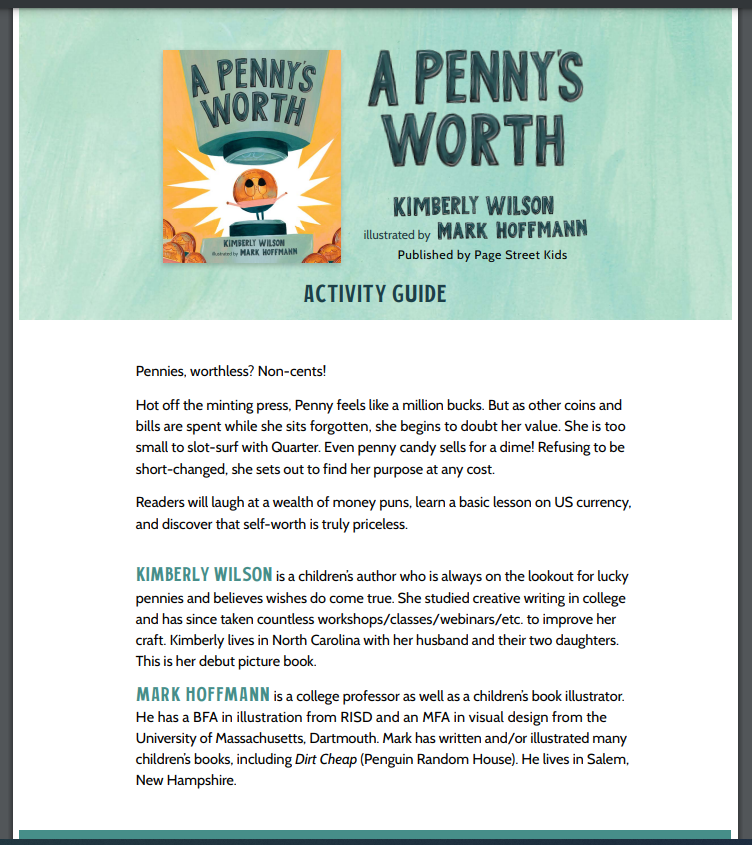 A PENNY'S
WORTH
KIMBERLY WILSON
illustrated by MARK HOFFMANN
A PENNY'S
WORTH
KIMBERLY WILSON
illustrated by MARK HOFFMANN
Published by Page Street Kids
ACTIVITY GUIDE
Pennies, worthless? Non-cents!
Hot off the minting press, Penny feels like a million bucks. But as other coins and
bills are spent while she sits forgotten, she begins to doubt her value. She is too
small to slot-surf with Quarter. Even penny candy sells for a dime! Refusing to be
short-changed, she sets out to find her purpose at any cost.
Readers will laugh at a wealth of money puns, learn a basic lesson on US currency,
and discover that self-worth is truly priceless.
KIMBERLY WILSON is a children's author who is always on the lookout for lucky
pennies and believes wishes do come true. She studied creative writing in college
and has since taken countless workshops/classes/webinars/etc. to improve her
craft. Kimberly lives in North Carolina with her husband and their two daughters.
This is her debut picture book.
MARK HOFFMANN is a college professor as well as a children's book illustrator.
He has a BFA in illustration from RISD and an MFA in visual design from the
University of Massachusetts, Dartmouth. Mark has written and/or illustrated many
children's books, including Dirt Cheap (Penguin Random House). He lives in Salem,
New Hampshire.